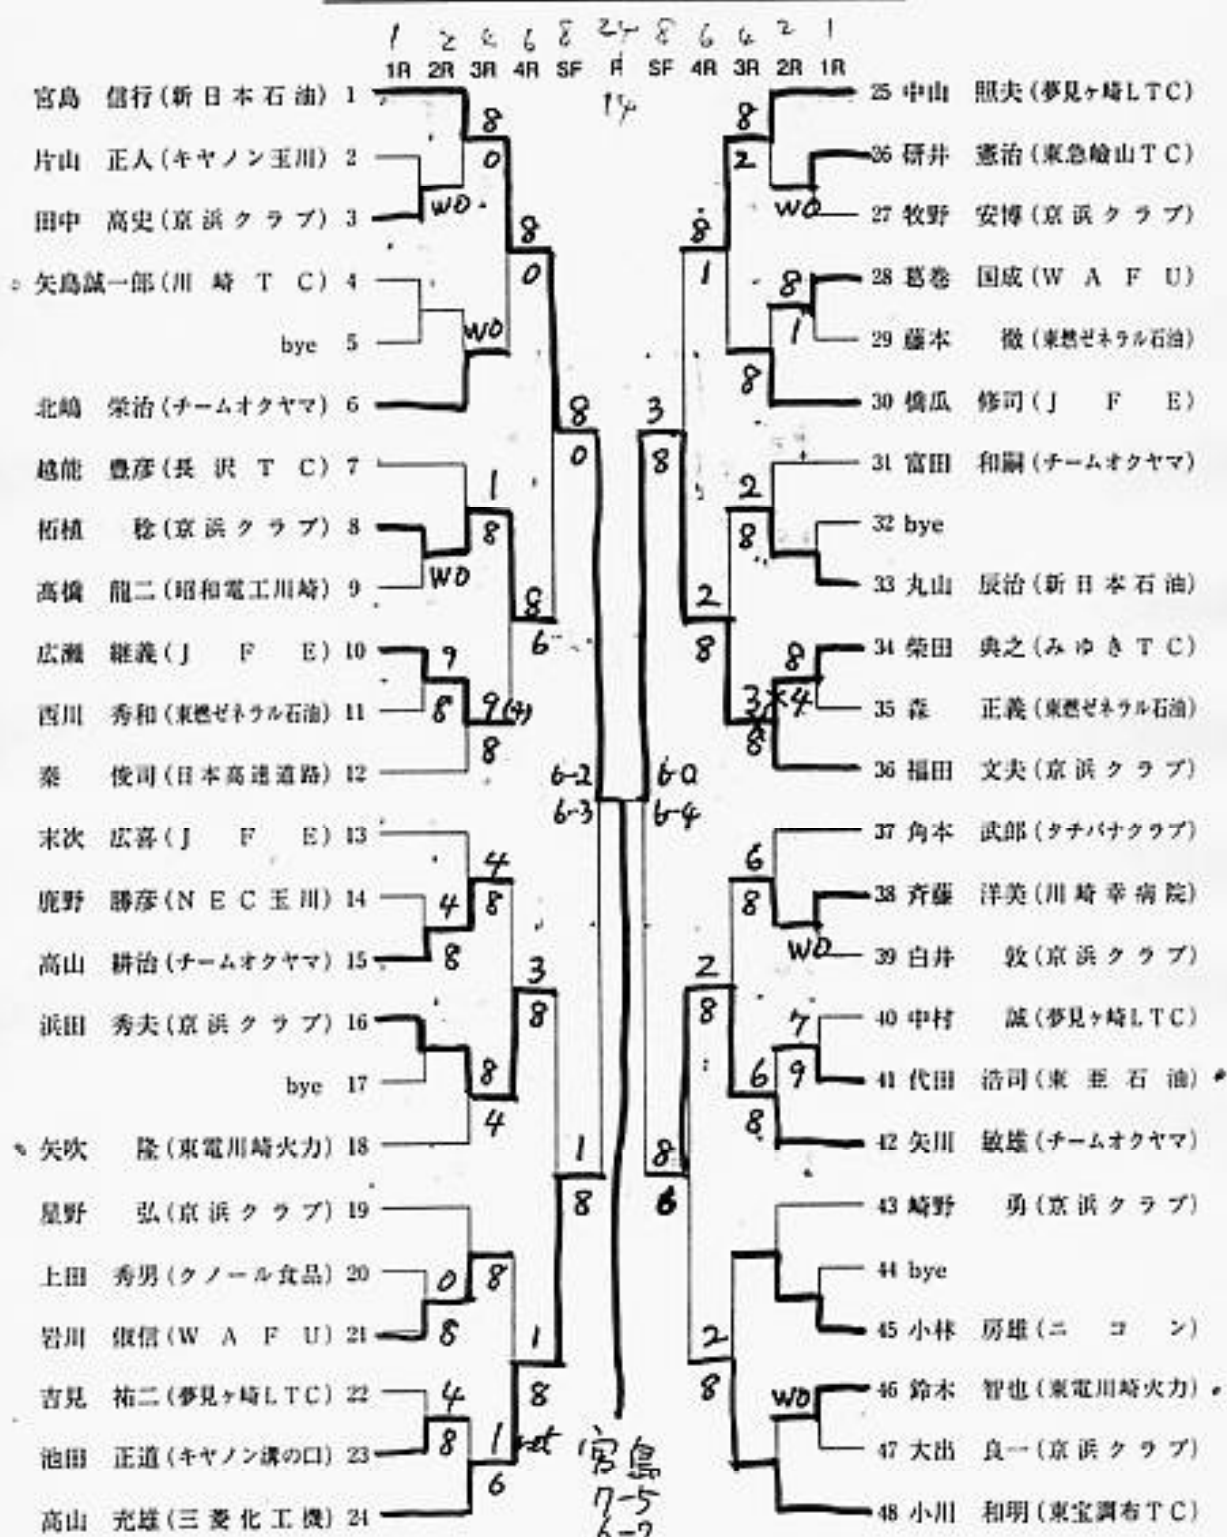 1 2 4 6 8 24 8 6 4 2 1
1R 2R 3R 4R SF F SF 4R 3R 2R 1R
14
宮島 信行(新日本石油) 1
片山 正人(キヤノン玉川) 2
田中 高史(京浜クラブ) 3
矢島誠一郎(川崎TC) 4
bye 5
北嶋 栄治(チームオクヤマ) 6
越能 豊彦(長沢TC) 7
柘植 稔(京浜クラブ) 8
高橋 龍二(昭和電工川崎) 9
広瀬 継義(JFE) 10
西川 秀和(東燃ゼネラル石油) 11
秦 俊司(日本高速道路) 12
末次 広喜(JFE) 13
鹿野 勝彦(NEC玉川) 14
高山 耕治(チームオクヤマ) 15
浜田 秀夫(京浜クラブ) 16
bye 17
矢吹 隆(東電川崎火力) 18
星野 弘(京浜クラブ) 19
上田 秀男(クノール食品) 20
岩川 俶信(WAFU) 21
吉見 祐二(夢見ヶ崎LTC) 22
池田 正道(キヤノン溝の口) 23
高山 充雄(三菱化工機) 24
8
0
WO
8
0
WO
8
0
1
8
WO
8
6
9
8
9(4)
8
6-2
6-3
4
8
4
8
3
8
8
4
1
8
0
8
8
1
8
4
8
1 ret
6
宮島
7-5
25 中山 照夫(夢見ヶ崎LTC)
26 研井 憲治(東急嶮山TC)
27 牧野 安博(京浜クラブ)
28 葛巻 国成(WAFU)
29 藤本 徹(東燃ゼネラル石油)
30 橋瓜 修司(JFE)
31 富田 和嗣(チームオクヤマ)
32 bye
33 丸山 辰治(新日本石油)
34 柴田 典之(みゆきTC)
35 森 正義(東燃ゼネラル石油)
36 福田 文夫(京浜クラブ)
37 角本 武郎(タチバナクラブ)
38 斉藤 洋美(川崎幸病院)
39 白井 敦(京浜クラブ)
40 中村 誠(夢見ヶ崎LTC)
41 代田 浩司(東亜石油)
42 矢川 敏雄(チームオクヤマ)
43 崎野 勇(京浜クラブ)
44 bye
45 小林 房雄(ニコン)
46 鈴木 智也(東電川崎火力)
47 大出 良一(京浜クラブ)
48 小川 和明(東宝調布TC)
8
2
WO
8
1
8
1
8
3
8
2
8
2
8
8
4
3
8
6-0
6-4
6
8
WO
2
8
7
9
6
8
8
6
2
8
WO